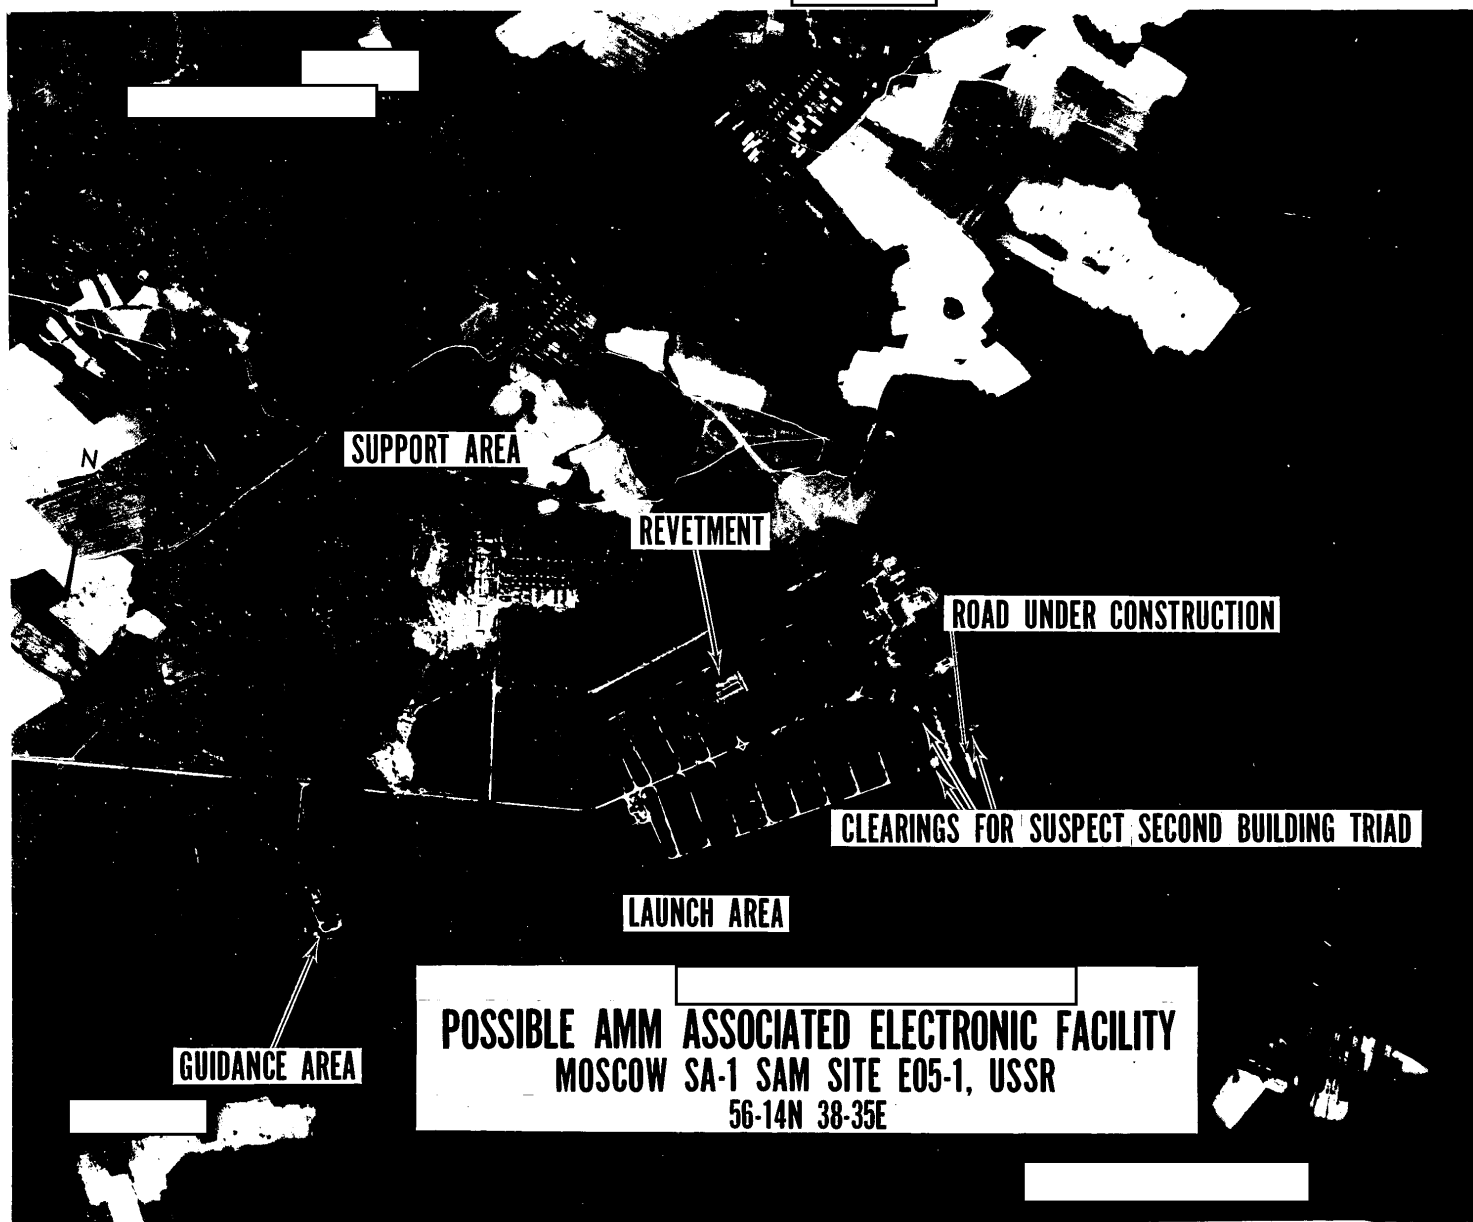 SUPPORT AREA
N
REVETMENT
ROAD UNDER CONSTRUCTION
CLEARINGS FOR SUSPECT SECOND BUILDING TRIAD
LAUNCH AREA
POSSIBLE AMM ASSOCIATED ELECTRONIC FACILITY
MOSCOW SA-1 SAM SITE E05-1, USSR
56-14N 38-35E
GUIDANCE AREA